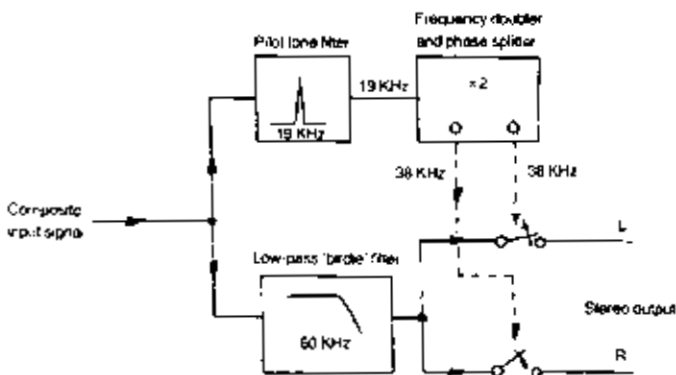 Frequency doubler
and phase splitter
Pilot tone filter
×2
19 KHz
19 KHz
38 KHz
38 KHz
Composite
input signal
L
Low-pass 'birdie' filter
60 KHz
Stereo output
R